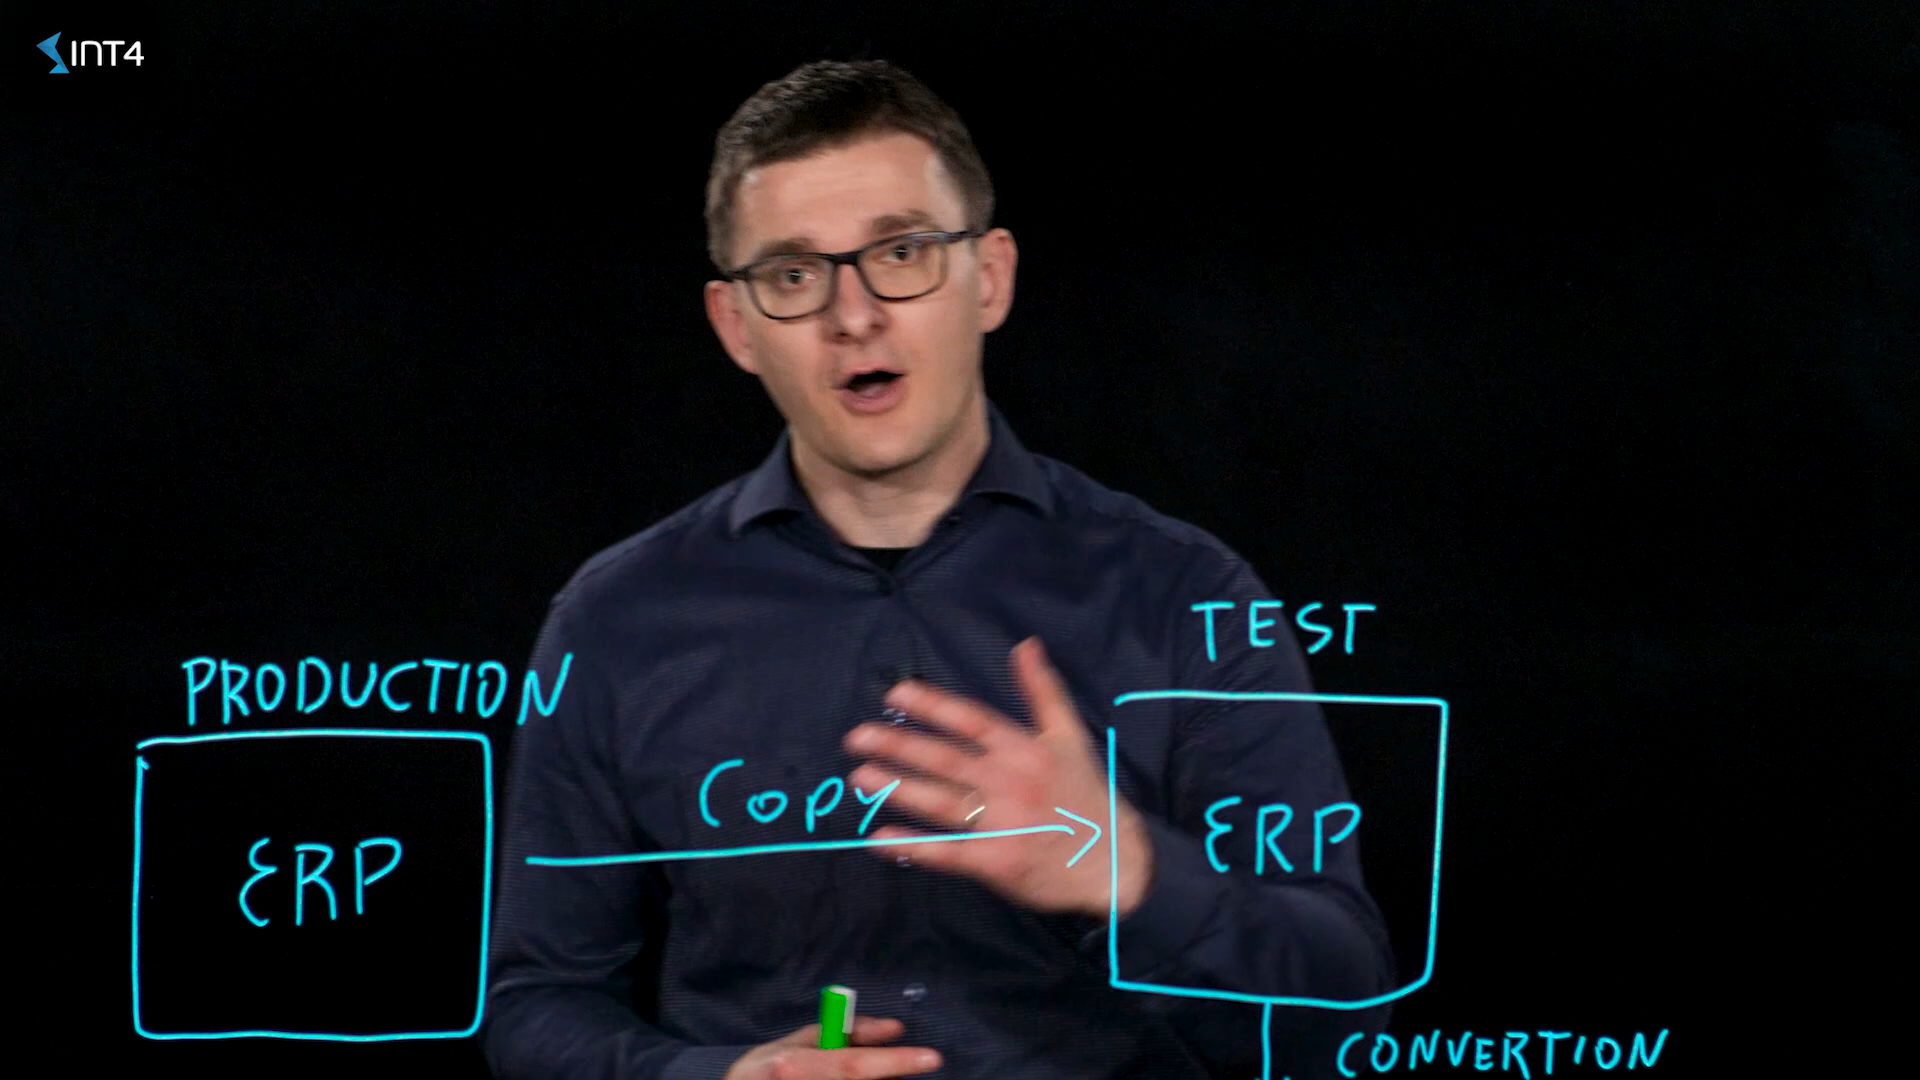 INT4
TEST
PRODUCTION
COPY
ERP
ERP
CONVERTION